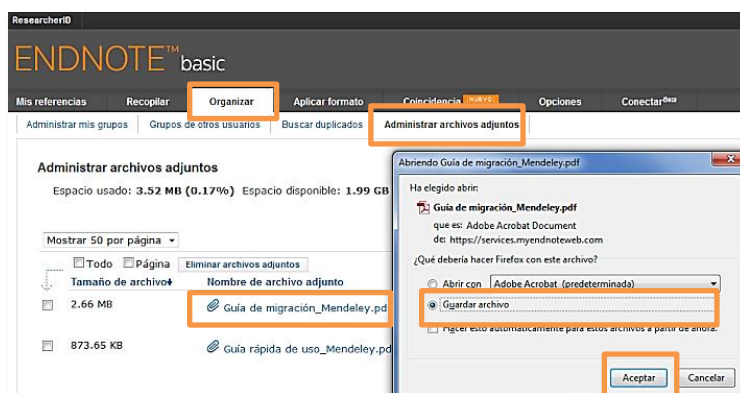 ResearcherID
ENDNOTE™ basic
Mis referencias Recopilar Organizar Aplicar formato Coincidencia ¡NUEVO! Opciones Conectar Beta
Administrar mis grupos Grupos de otros usuarios Buscar duplicados Administrar archivos adjuntos
Administrar archivos adjuntos
Espacio usado: 3.52 MB (0.17%) Espacio disponible: 1.99 GB
Mostrar 50 por página
Todo Página Eliminar archivos adjuntos
Tamaño de archivo Nombre de archivo adjunto
2.66 MB Guía de migración_Mendeley.pd
873.65 KB Guía rápida de uso_Mendeley.pd
Abriendo Guía de migración_Mendeley.pdf
Ha elegido abrir:
Guía de migración_Mendeley.pdf
que es: Adobe Acrobat Document
de: https://services.myendnoteweb.com
¿Qué debería hacer Firefox con este archivo?
Abrir con Adobe Acrobat (predeterminada)
Guardar archivo
Hacer esto automáticamente para estos archivos a partir de ahora.
Aceptar Cancelar